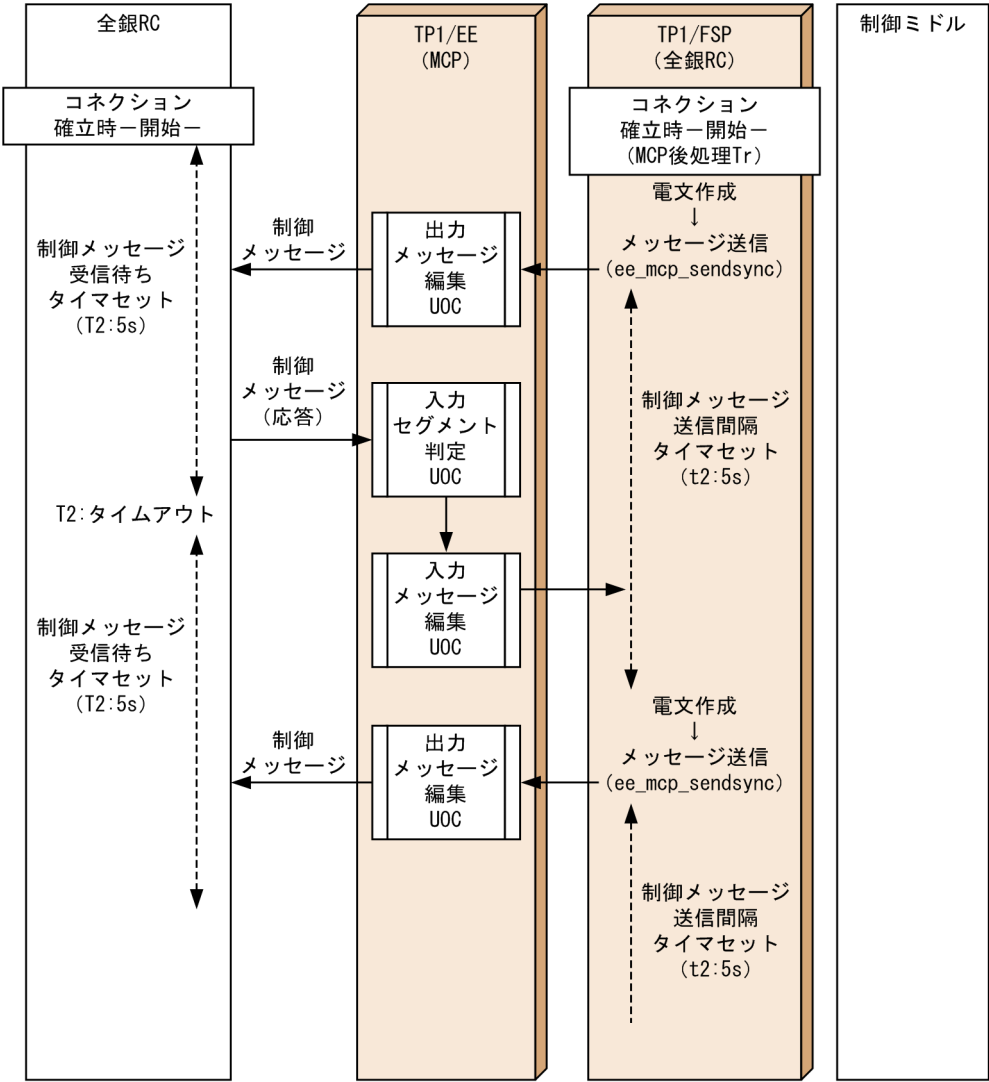 全銀RC
TP1/EE
(MCP)
TP1/FSP
(全銀RC)
制御ミドル
コネクション
確立時－開始－
コネクション
確立時－開始－
(MCP後処理Tr)
電文作成
↓
メッセージ送信
(ee_mcp_sendsync)
出力
メッセージ
編集
UOC
制御
メッセージ
制御メッセージ
受信待ち
タイマセット
(T2:5s)
制御
メッセージ
(応答)
入力
セグメント
判定
UOC
制御メッセージ
送信間隔
タイマセット
(t2:5s)
T2:タイムアウト
入力
メッセージ
編集
UOC
制御メッセージ
受信待ち
タイマセット
(T2:5s)
電文作成
↓
メッセージ送信
(ee_mcp_sendsync)
出力
メッセージ
編集
UOC
制御
メッセージ
制御メッセージ
送信間隔
タイマセット
(t2:5s)